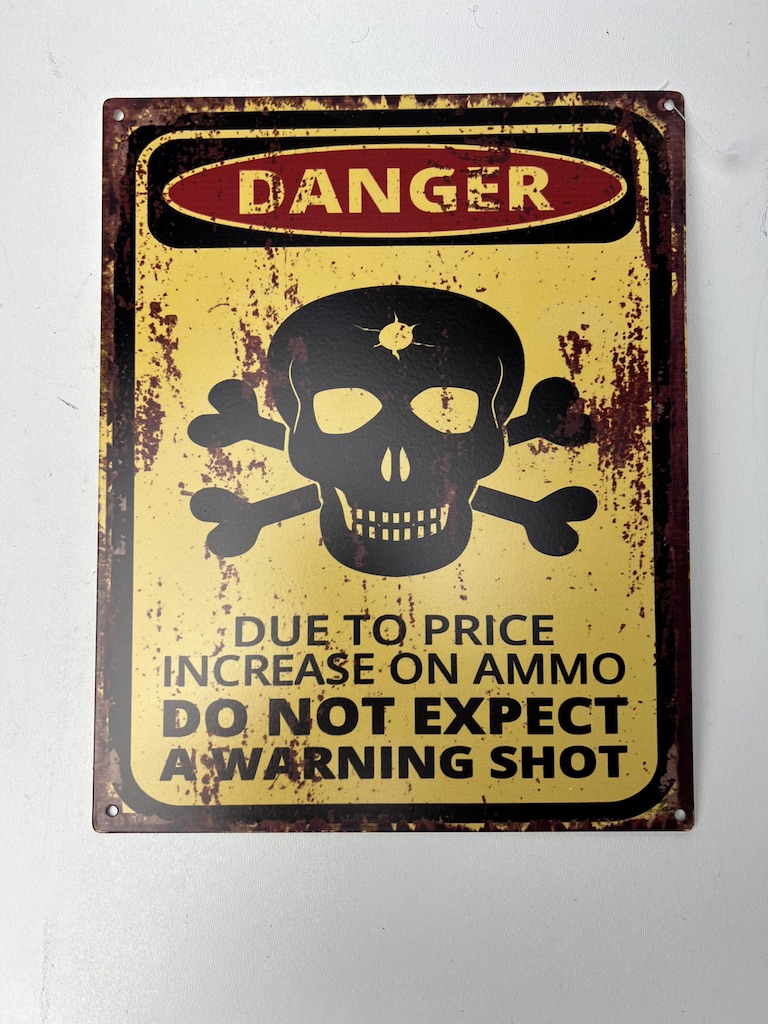 DANGER
DUE TO PRICE
INCREASE ON AMMO
DO NOT EXPECT
A WARNING SHOT